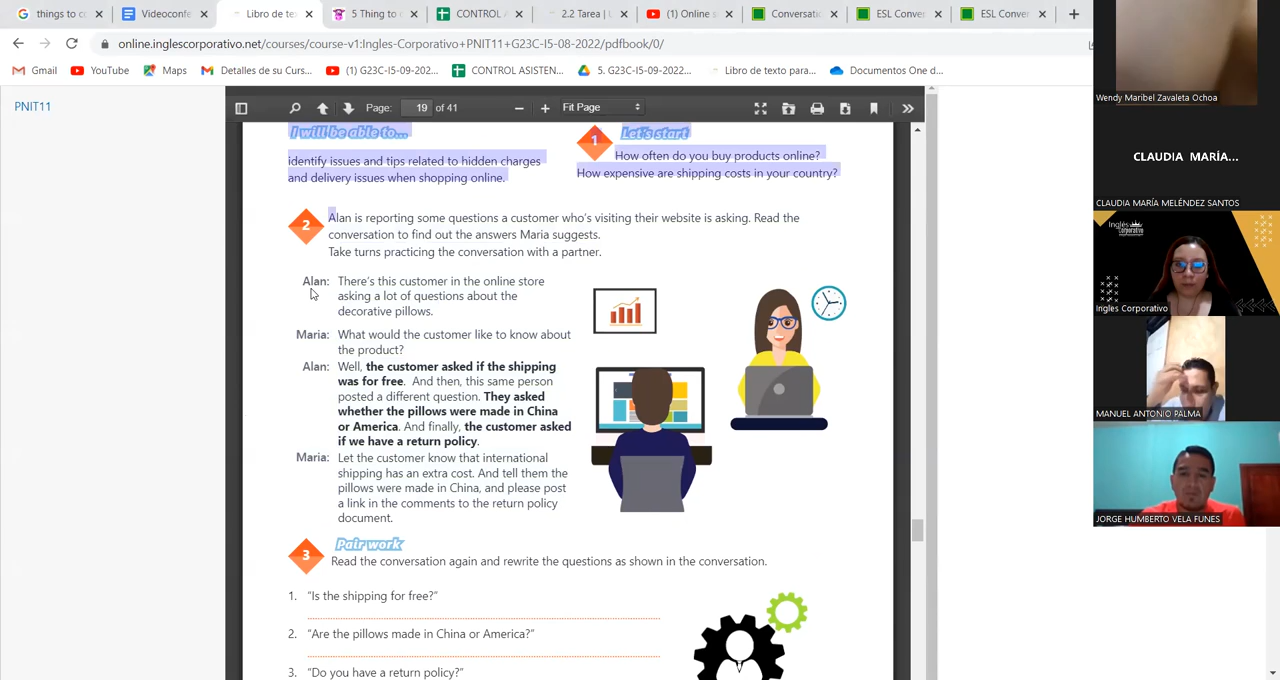 things to co
Videoconfe
Libro de tex
5 Thing to
CONTROL A
2.2 Tarea | U
(1) Online s
Conversatio
ESL Conver
ESL Conver
online.inglescorporativo.net/courses/course-v1:Ingles-Corporativo+PNIT11+G23C-I5-08-2022/pdfbook/0/
Gmail
YouTube
Maps
Detalles de su Curs...
(1) G23C-I5-09-202...
CONTROL ASISTEN...
5. G23C-I5-09-2022...
Libro de texto para...
Documentos One d...
PNIT11
Page: 19 of 41
Fit Page
I will be able to...
identify issues and tips related to hidden charges
and delivery issues when shopping online.
1 Let's start
How often do you buy products online?
How expensive are shipping costs in your country?
2
Alan is reporting some questions a customer who's visiting their website is asking. Read the
conversation to find out the answers Maria suggests.
Take turns practicing the conversation with a partner.
Alan: There's this customer in the online store
asking a lot of questions about the
decorative pillows.
Maria: What would the customer like to know about
the product?
Alan: Well, the customer asked if the shipping
was for free. And then, this same person
posted a different question. They asked
whether the pillows were made in China
or America. And finally, the customer asked
if we have a return policy.
Maria: Let the customer know that international
shipping has an extra cost. And tell them the
pillows were made in China, and please post
a link in the comments to the return policy
document.
3 Pair work
Read the conversation again and rewrite the questions as shown in the conversation.
1. "Is the shipping for free?"
2. "Are the pillows made in China or America?"
3. "Do you have a return policy?"
Wendy Maribel Zavaleta Ochoa
CLAUDIA MARÍA...
CLAUDIA MARÍA MELÉNDEZ SANTOS
Inglés
Corporativo
Ingles Corporativo
MANUEL ANTONIO PALMA
JORGE HUMBERTO VELA FUNES